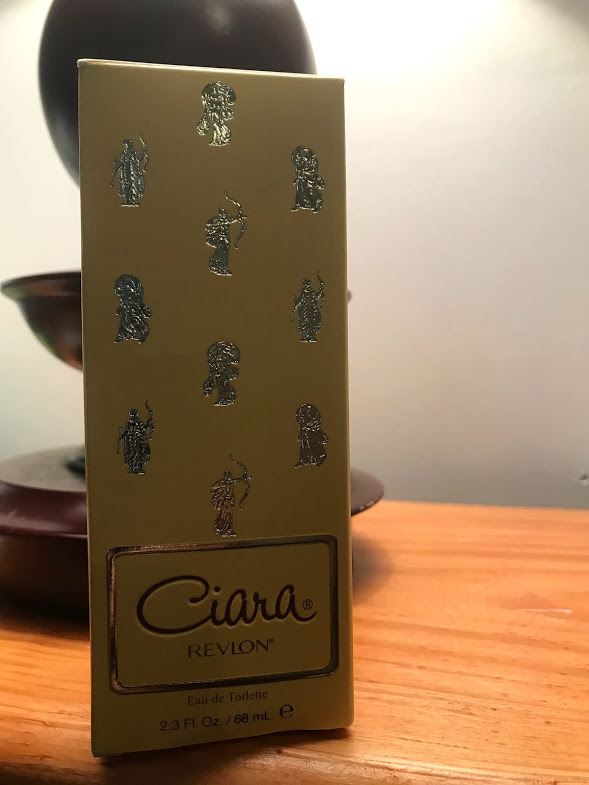 Ciara®
REVLON®
Eau de Toilette
2.3 Fl. Oz. / 68 mL ℮